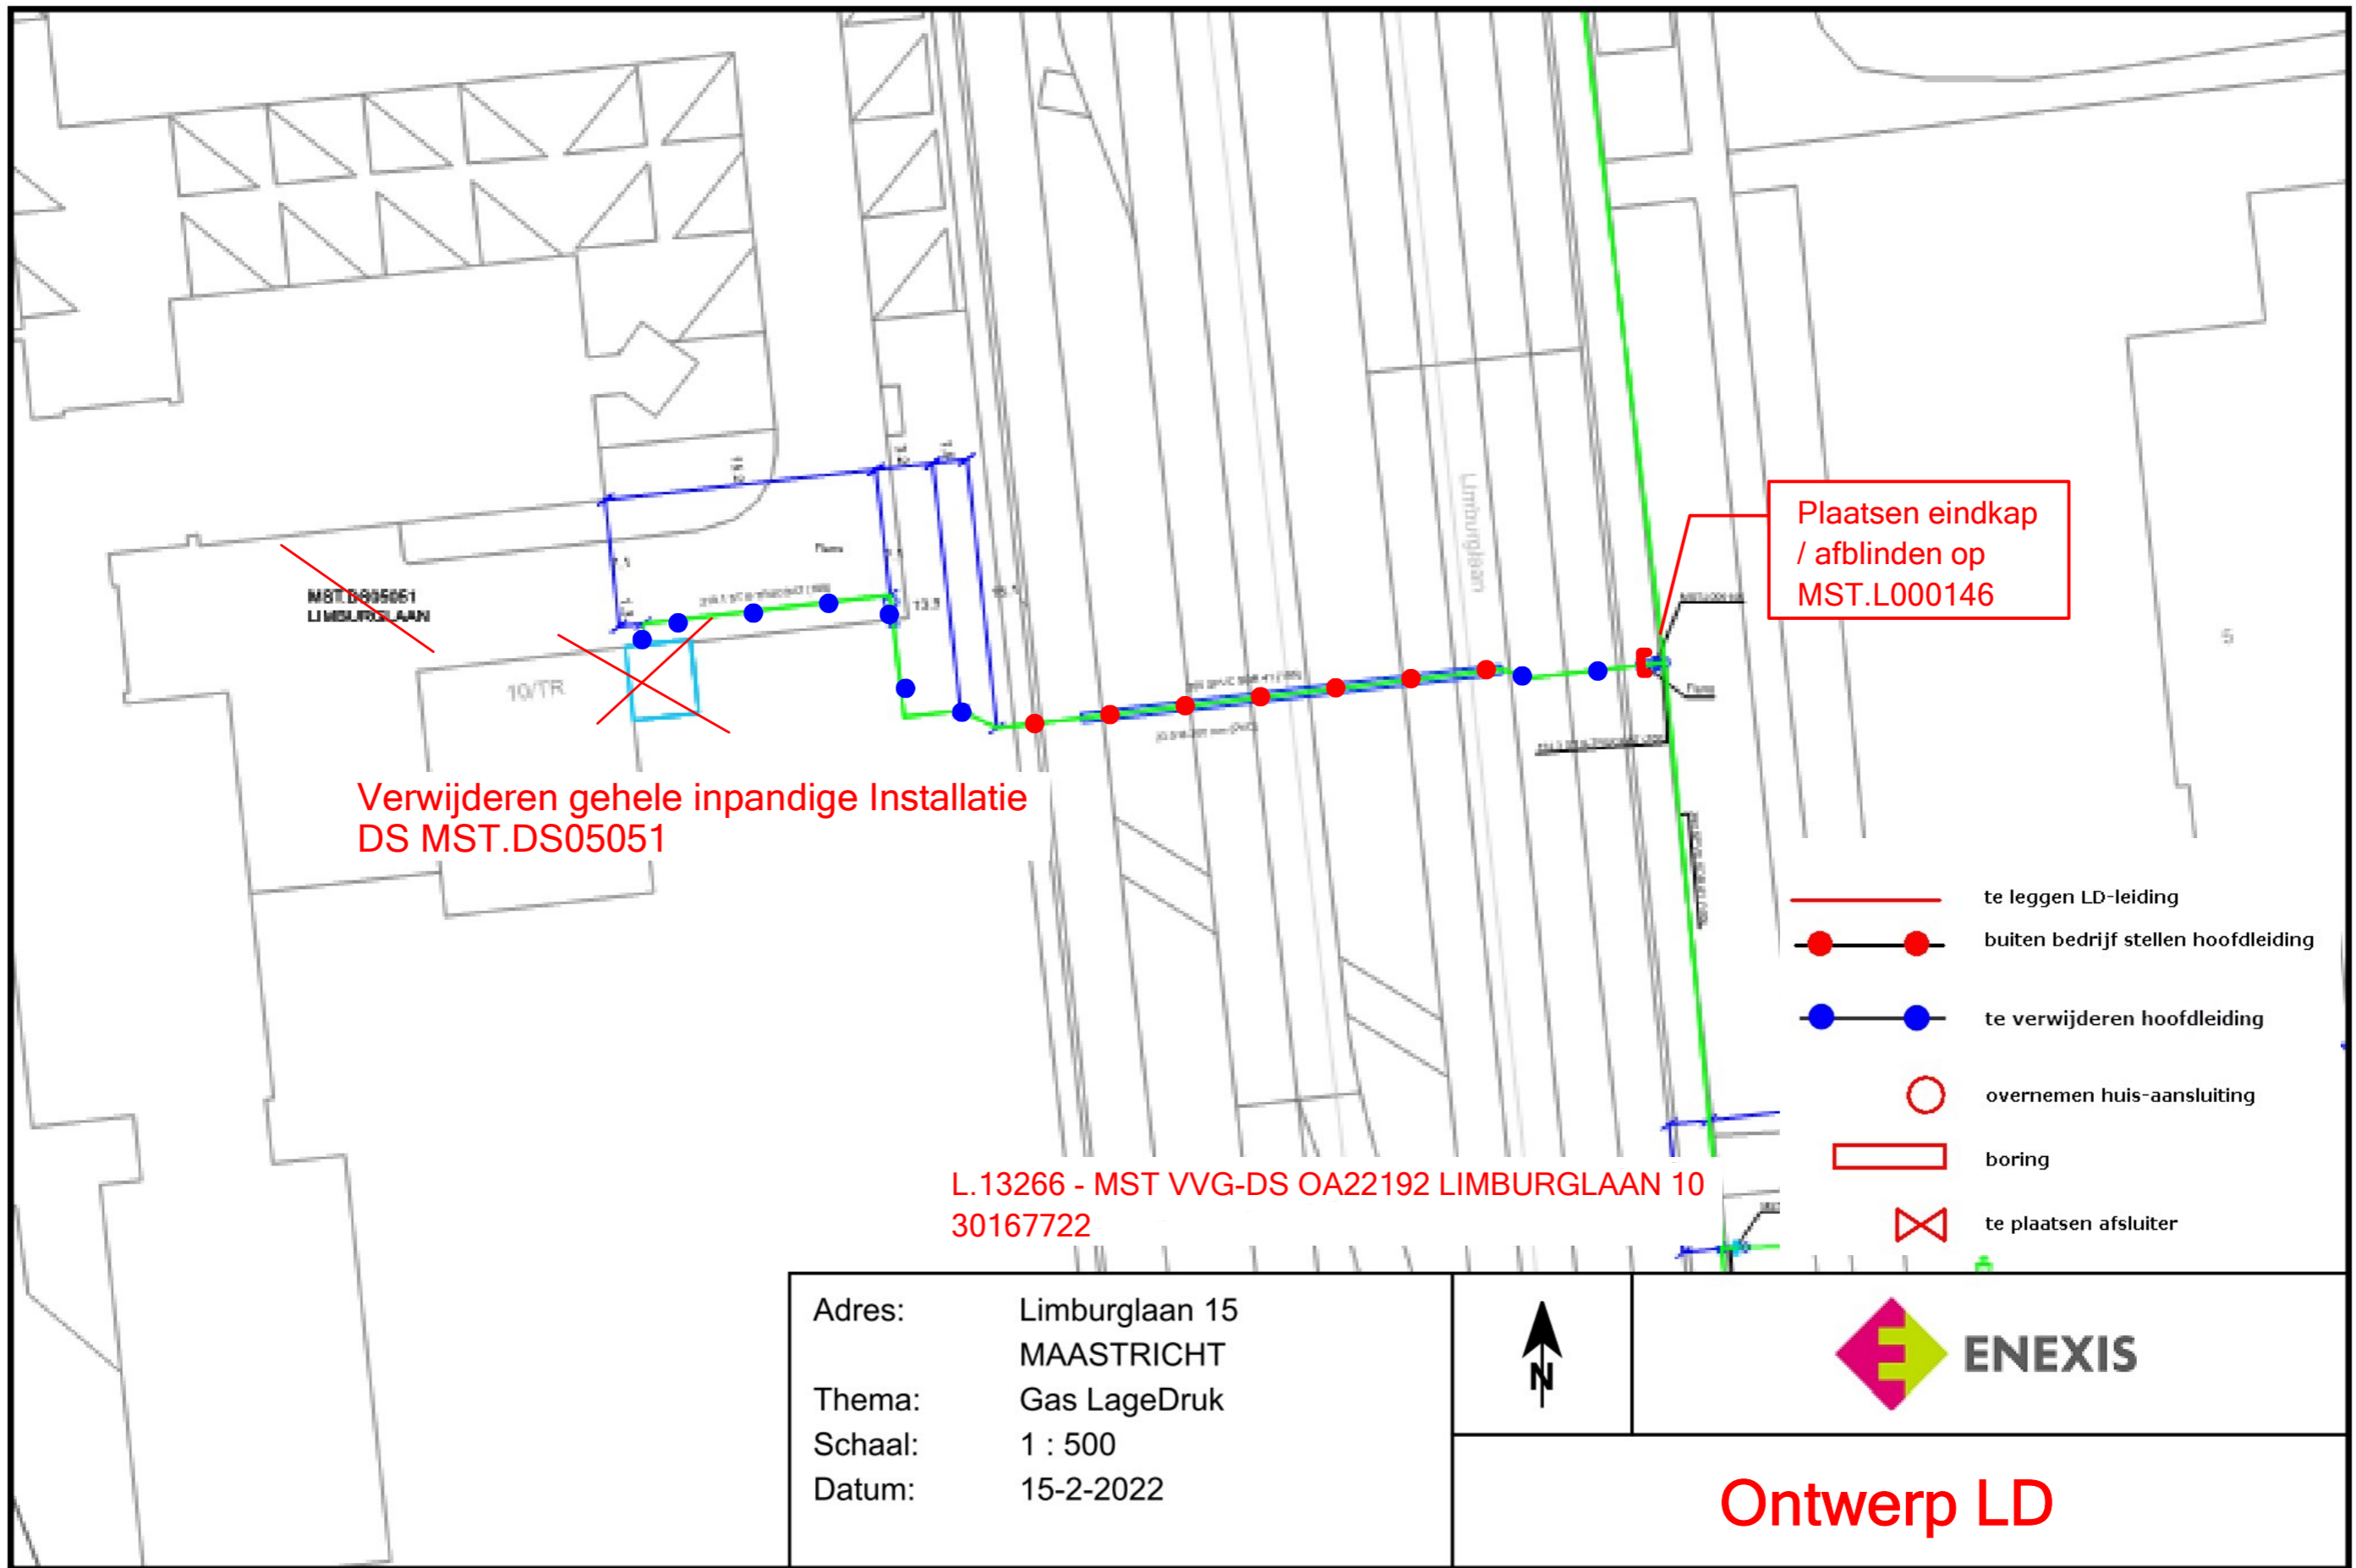 Plaatsen eindkap
/ afblinden op
MST.L000146
MST.DS05051
LIMBURGLAAN
Limburglaan
10/TR
5
13.9
Verwijderen gehele inpandige Installatie
DS MST.DS05051
te leggen LD-leiding
buiten bedrijf stellen hoofdleiding
te verwijderen hoofdleiding
overnemen huis-aansluiting
boring
te plaatsen afsluiter
L.13266 - MST VVG-DS OA22192 LIMBURGLAAN 10
30167722
Adres: Limburglaan 15
MAASTRICHT
Thema: Gas LageDruk
Schaal: 1 : 500
Datum: 15-2-2022
N
ENEXIS
Ontwerp LD